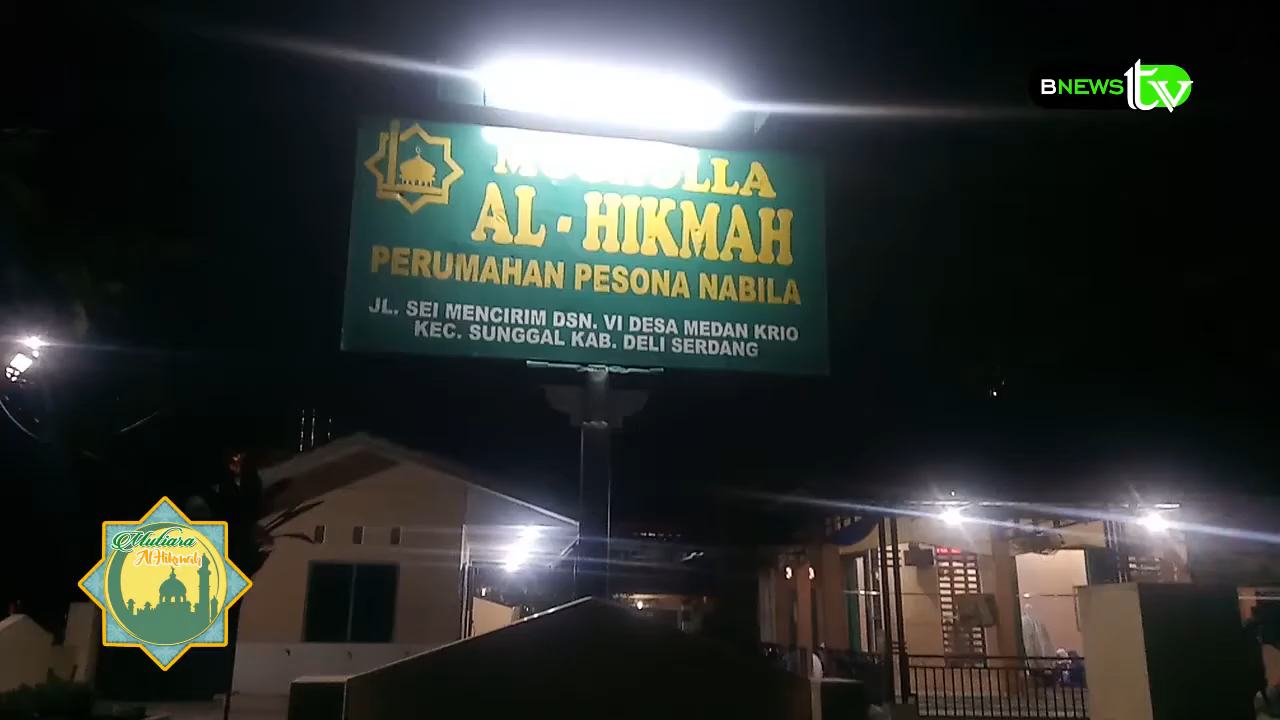 BNEWS tv
AL - HIKMAH
PERUMAHAN PESONA NABILA
JL. SEI MENCIRIM DSN. VI DESA MEDAN KRIO
KEC. SUNGGAL KAB. DELI SERDANG
Mutiara
Al-Hikmah